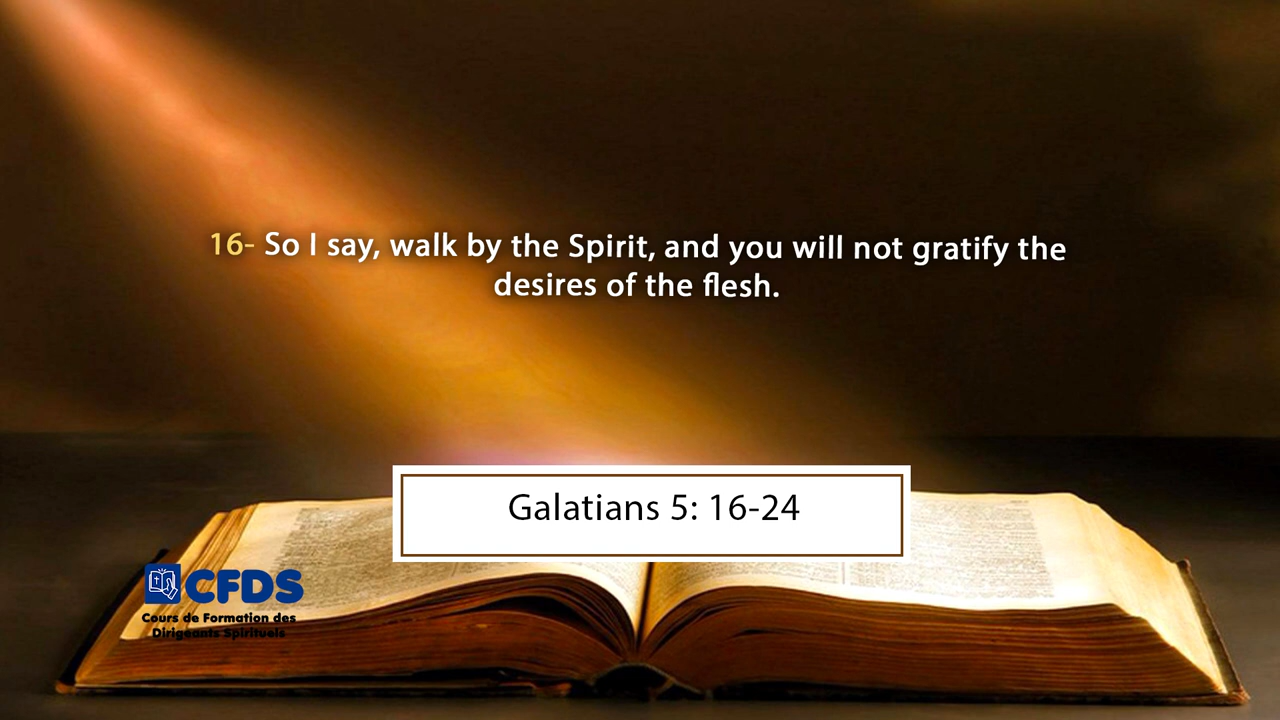 16- So I say, walk by the Spirit, and you will not gratify the
desires of the flesh.
Galatians 5: 16-24
CFDS
Cours de Formation des
Dirigeants Spirituels